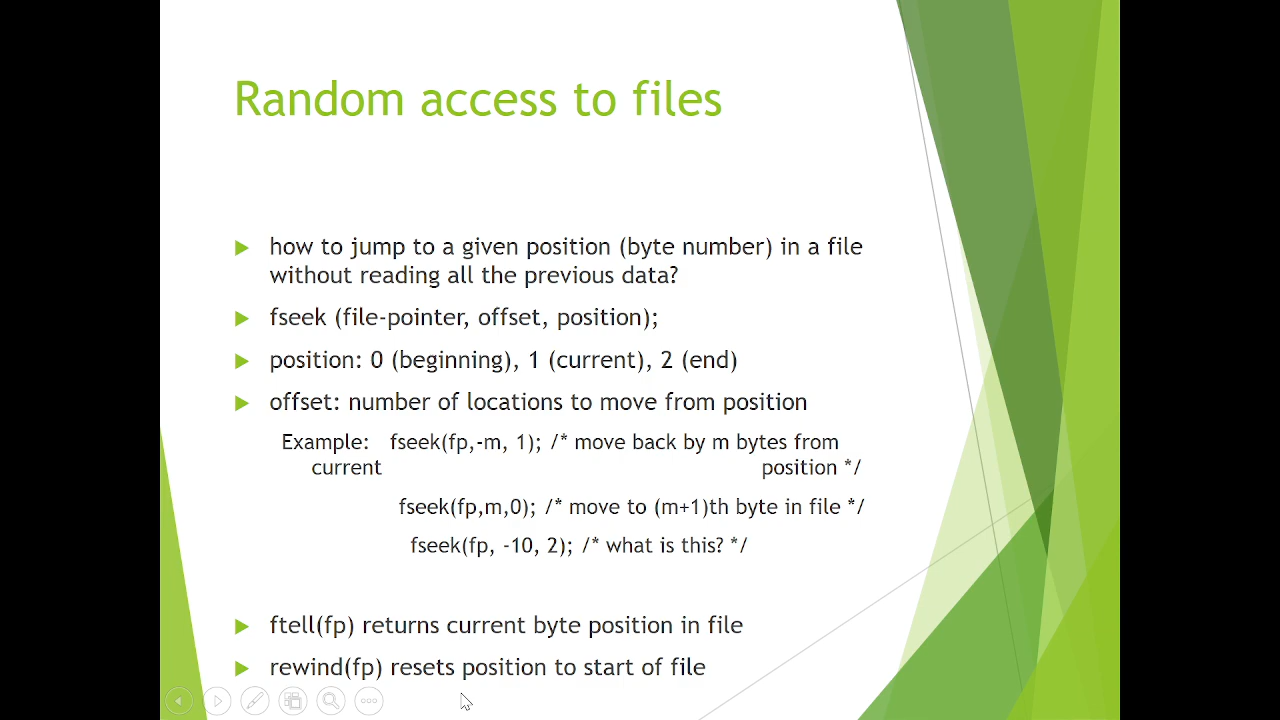 Random access to files
how to jump to a given position (byte number) in a file
without reading all the previous data?
fseek (file-pointer, offset, position);
position: 0 (beginning), 1 (current), 2 (end)
offset: number of locations to move from position
Example: fseek(fp,-m, 1); /* move back by m bytes from
current position */
fseek(fp,m,0); /* move to (m+1)th byte in file */
fseek(fp, -10, 2); /* what is this? */
ftell(fp) returns current byte position in file
rewind(fp) resets position to start of file